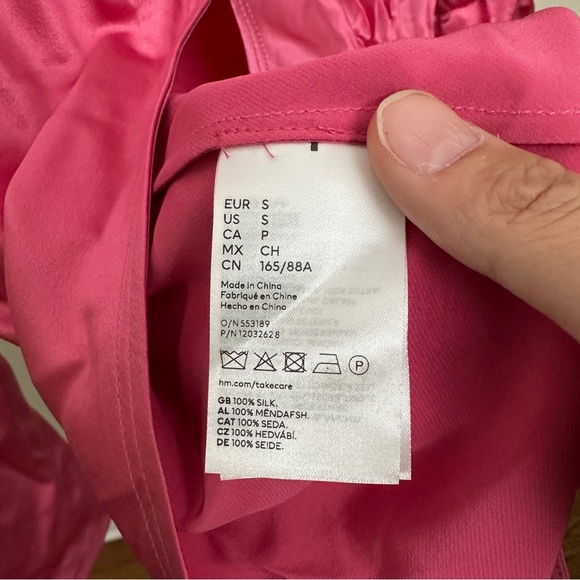 EUR S
US S
CA P
MX CH
CN 165/88A
Made in China
Fabriqué en Chine
Hecho en China
O/N 553189
P/N 12032628
P
hm.com/takecare
GB 100% SILK.
AL 100% MËNDAFSH.
CAT 100% SEDA.
CZ 100% HEDVÁBÍ.
DE 100% SEIDE.